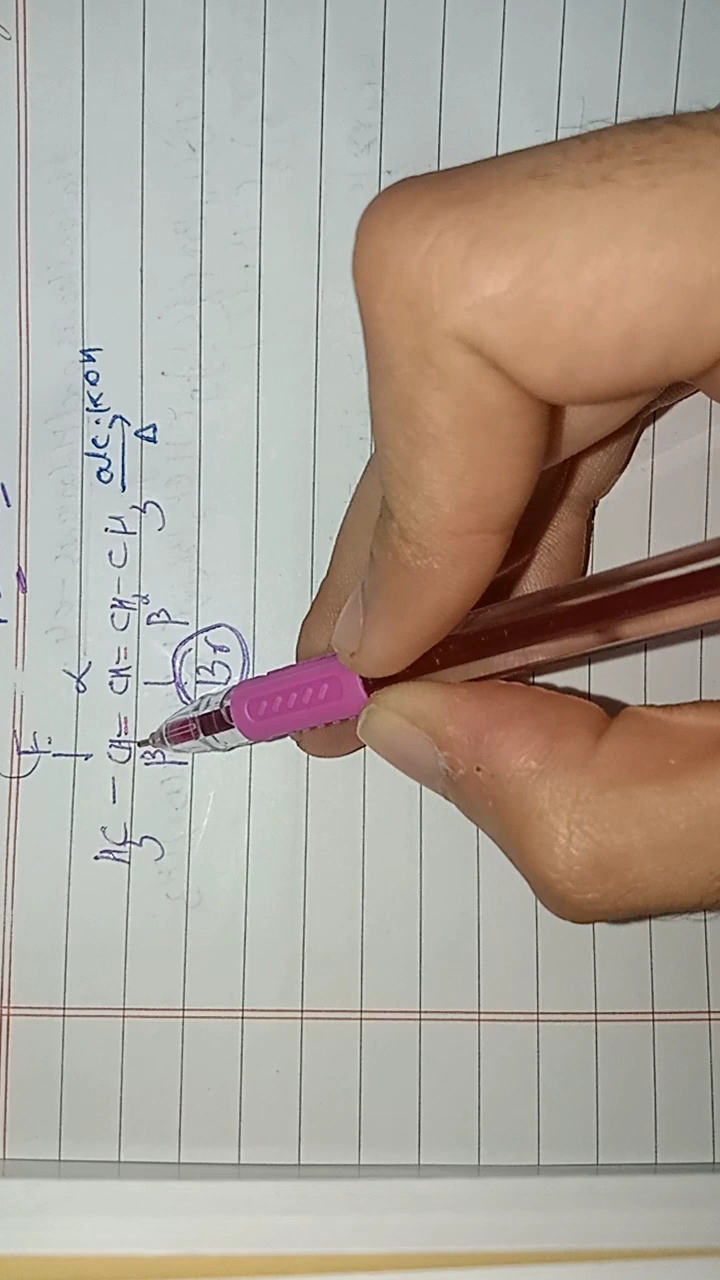 α
H₃C – CH = CH = CH₂ – CH₃ alc. KOH
β β Δ
Br